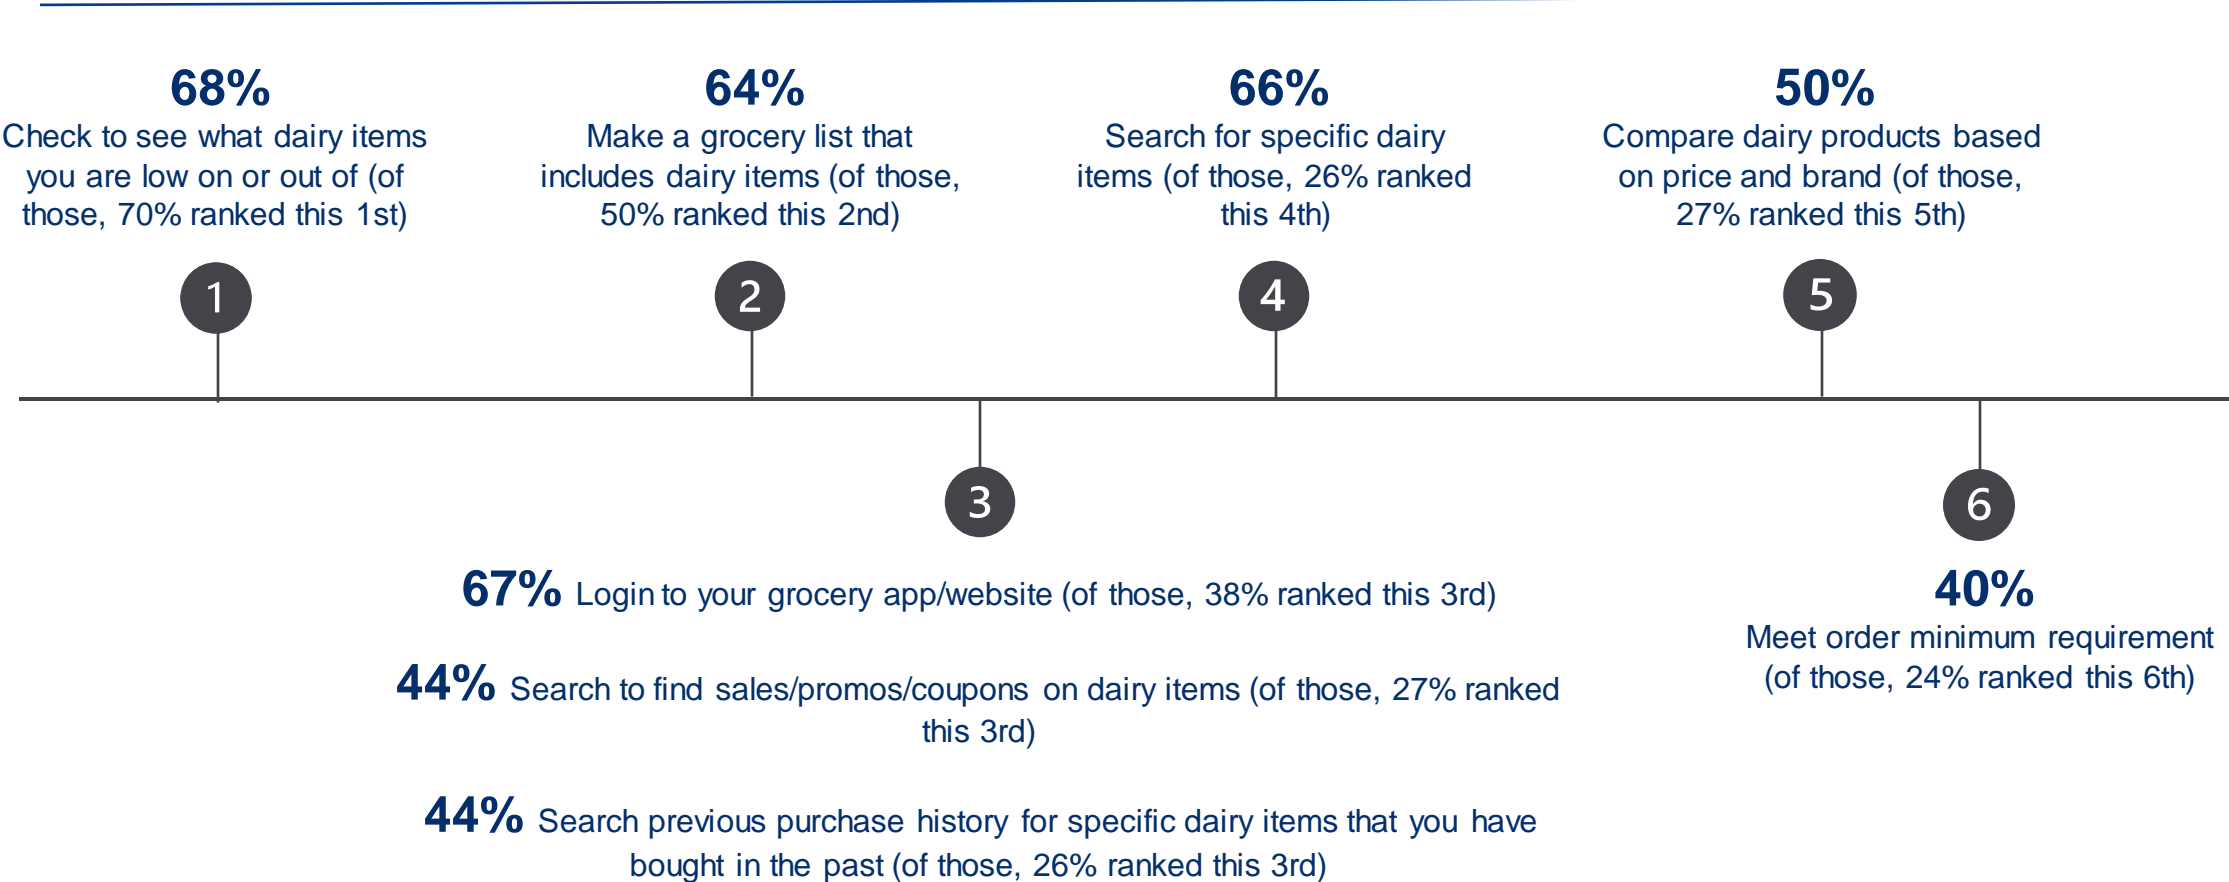 68%
Check to see what dairy items
you are low on or out of (of
those, 70% ranked this 1st)
1
64%
Make a grocery list that
includes dairy items (of those,
50% ranked this 2nd)
2
3
67% Login to your grocery app/website (of those, 38% ranked this 3rd)
44% Search to find sales/promos/coupons on dairy items (of those, 27% ranked
this 3rd)
44% Search previous purchase history for specific dairy items that you have
bought in the past (of those, 26% ranked this 3rd)
66%
Search for specific dairy
items (of those, 26% ranked
this 4th)
4
50%
Compare dairy products based
on price and brand (of those,
27% ranked this 5th)
5
6
40%
Meet order minimum requirement
(of those, 24% ranked this 6th)